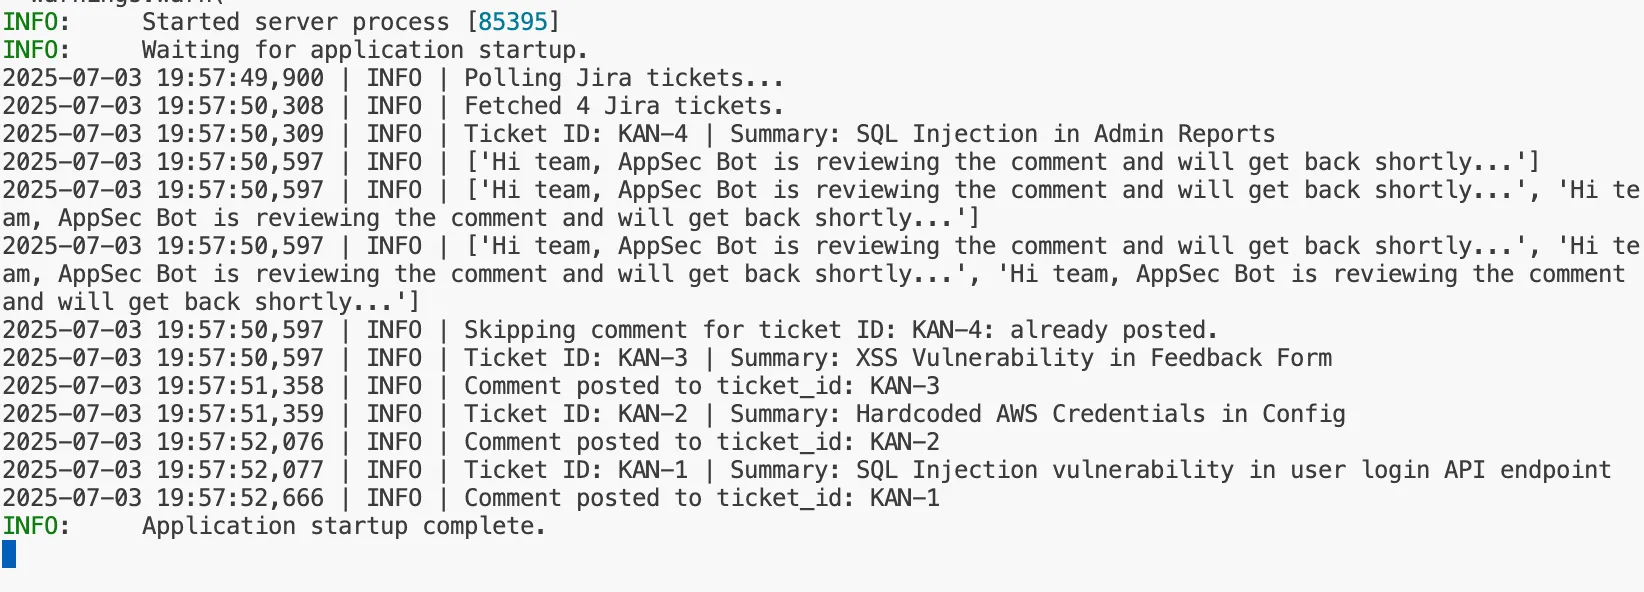 warnings.warn(
INFO:     Started server process [85395]
INFO:     Waiting for application startup.
2025-07-03 19:57:49,900 | INFO | Polling Jira tickets...
2025-07-03 19:57:50,308 | INFO | Fetched 4 Jira tickets.
2025-07-03 19:57:50,309 | INFO | Ticket ID: KAN-4 | Summary: SQL Injection in Admin Reports
2025-07-03 19:57:50,597 | INFO | ['Hi team, AppSec Bot is reviewing the comment and will get back shortly...']
2025-07-03 19:57:50,597 | INFO | ['Hi team, AppSec Bot is reviewing the comment and will get back shortly...', 'Hi te
am, AppSec Bot is reviewing the comment and will get back shortly...']
2025-07-03 19:57:50,597 | INFO | ['Hi team, AppSec Bot is reviewing the comment and will get back shortly...', 'Hi te
am, AppSec Bot is reviewing the comment and will get back shortly...', 'Hi team, AppSec Bot is reviewing the comment
and will get back shortly...']
2025-07-03 19:57:50,597 | INFO | Skipping comment for ticket ID: KAN-4: already posted.
2025-07-03 19:57:50,597 | INFO | Ticket ID: KAN-3 | Summary: XSS Vulnerability in Feedback Form
2025-07-03 19:57:51,358 | INFO | Comment posted to ticket_id: KAN-3
2025-07-03 19:57:51,359 | INFO | Ticket ID: KAN-2 | Summary: Hardcoded AWS Credentials in Config
2025-07-03 19:57:52,076 | INFO | Comment posted to ticket_id: KAN-2
2025-07-03 19:57:52,077 | INFO | Ticket ID: KAN-1 | Summary: SQL Injection vulnerability in user login API endpoint
2025-07-03 19:57:52,666 | INFO | Comment posted to ticket_id: KAN-1
INFO:     Application startup complete.